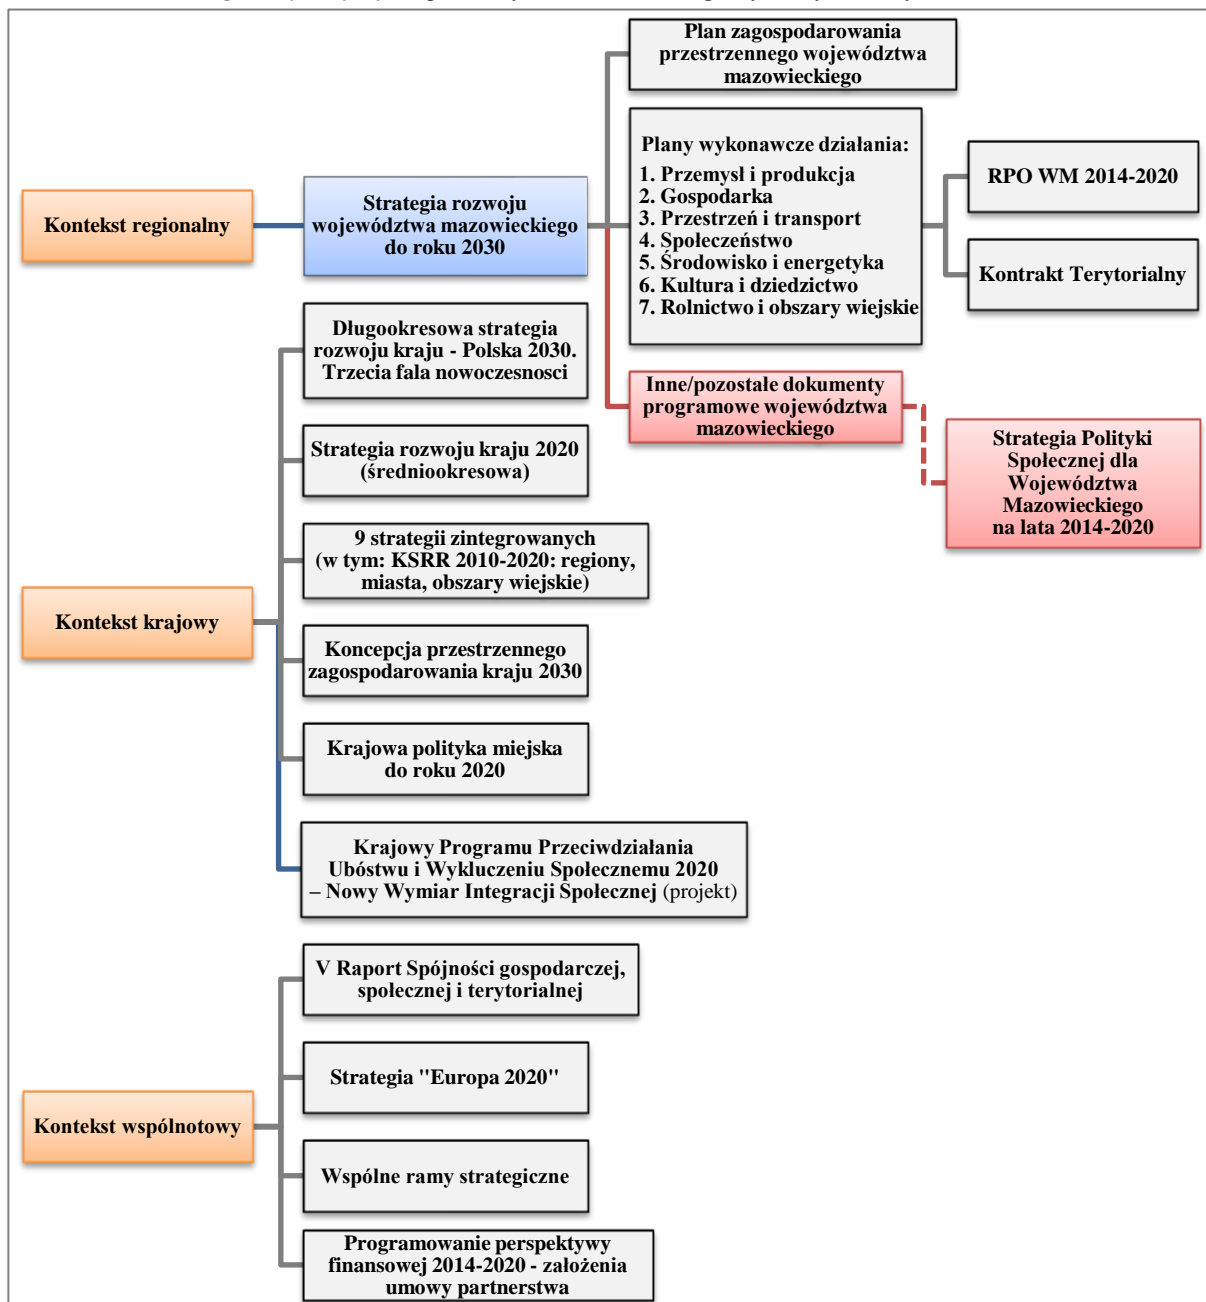 Plan zagospodarowania
przestrzennego województwa
mazowieckiego
Plany wykonawcze działania:
1. Przemysł i produkcja
2. Gospodarka
3. Przestrzeń i transport
4. Społeczeństwo
5. Środowisko i energetyka
6. Kultura i dziedzictwo
7. Rolnictwo i obszary wiejskie
RPO WM 2014-2020
Kontrakt Terytorialny
Kontekst regionalny
Strategia rozwoju
województwa mazowieckiego
do roku 2030
Inne/pozostałe dokumenty
programowe województwa
mazowieckiego
Strategia Polityki
Społecznej dla
Województwa
Mazowieckiego
na lata 2014-2020
Kontekst krajowy
Długookresowa strategia
rozwoju kraju - Polska 2030.
Trzecia fala nowoczesnosci
Strategia rozwoju kraju 2020
(średniookresowa)
9 strategii zintegrowanych
(w tym: KSRR 2010-2020: regiony,
miasta, obszary wiejskie)
Koncepcja przestrzennego
zagospodarowania kraju 2030
Krajowa polityka miejska
do roku 2020
Krajowy Programu Przeciwdziałania
Ubóstwu i Wykluczeniu Społecznemu 2020
– Nowy Wymiar Integracji Społecznej (projekt)
Kontekst wspólnotowy
V Raport Spójności gospodarczej,
społecznej i terytorialnej
Strategia "Europa 2020"
Wspólne ramy strategiczne
Programowanie perspektywy
finansowej 2014-2020 - założenia
umowy partnerstwa